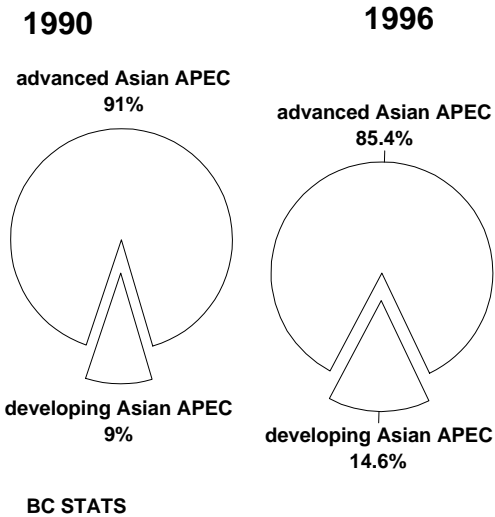 1990
advanced Asian APEC
91%
developing Asian APEC
9%
1996
advanced Asian APEC
85.4%
developing Asian APEC
14.6%
BC STATS